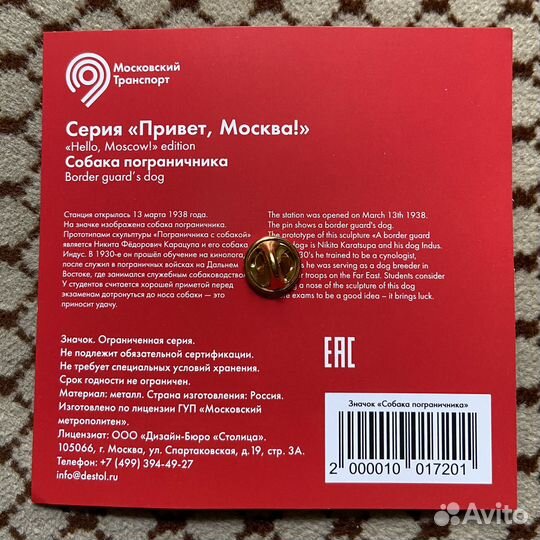 Московский
Транспорт
Серия «Привет, Москва!»
«Hello, Moscow!» edition
Собака пограничника
Border guard's dog
Станция открылась 13 марта 1938 года.
На значке изображена собака пограничника.
Прототипами скульптуры «Пограничника с собакой»
является Никита Фёдорович Карацупа и его собака
Индус. В 1930-е он прошёл обучение на кинолога,
после служил в пограничных войсках на Дальнем
Востоке, где занимался служебным собаководством
У студентов считается хорошей приметой перед
экзаменам дотронуться до носа собаки — это
приносит удачу.
The station was opened on March 13th 1938.
The pin shows a border guard's dog.
The prototype of this sculpture «A border guard
dog» is Nikita Karatsupa and his dog Indus.
1930's he trained to be a cynologist,
he was serving as a dog breeder in
troops on the Far East. Students consider
a nose of the sculpture of this dog
exams to be a good idea — it brings luck.
Значок. Ограниченная серия.
Не подлежит обязательной сертификации.
Не требует специальных условий хранения.
Срок годности не ограничен.
Материал: металл. Страна изготовления: Россия.
Изготовлено по лицензии ГУП «Московский
метрополитен».
Лицензиат: ООО «Дизайн-Бюро «Столица».
105066, г. Москва, ул. Спартаковская, д.19, стр. 3А.
Телефон: +7 (499) 394-49-27
info@destol.ru
EAC
Значок «Собака пограничника»
2 000010 017201
Avito